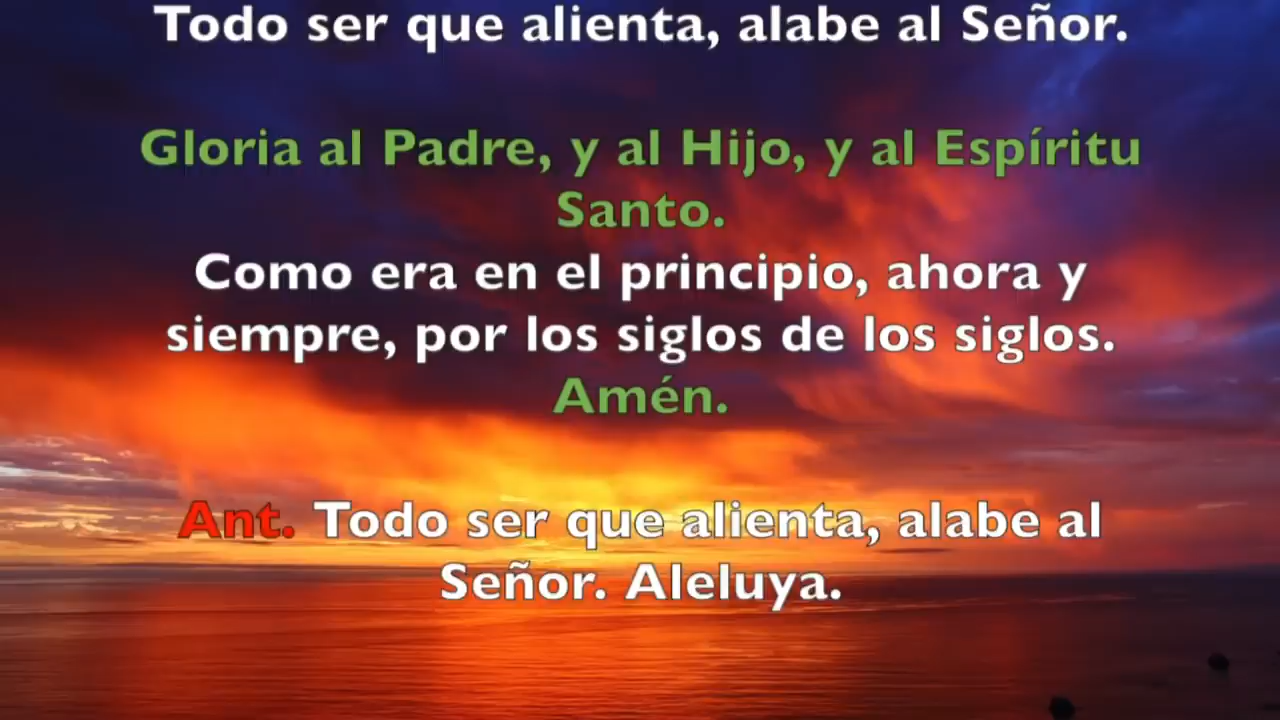 Todo ser que alienta, alabe al Señor.
Gloria al Padre, y al Hijo, y al Espíritu
Santo.
Como era en el principio, ahora y
siempre, por los siglos de los siglos.
Amén.
Ant. Todo ser que alienta, alabe al
Señor. Aleluya.